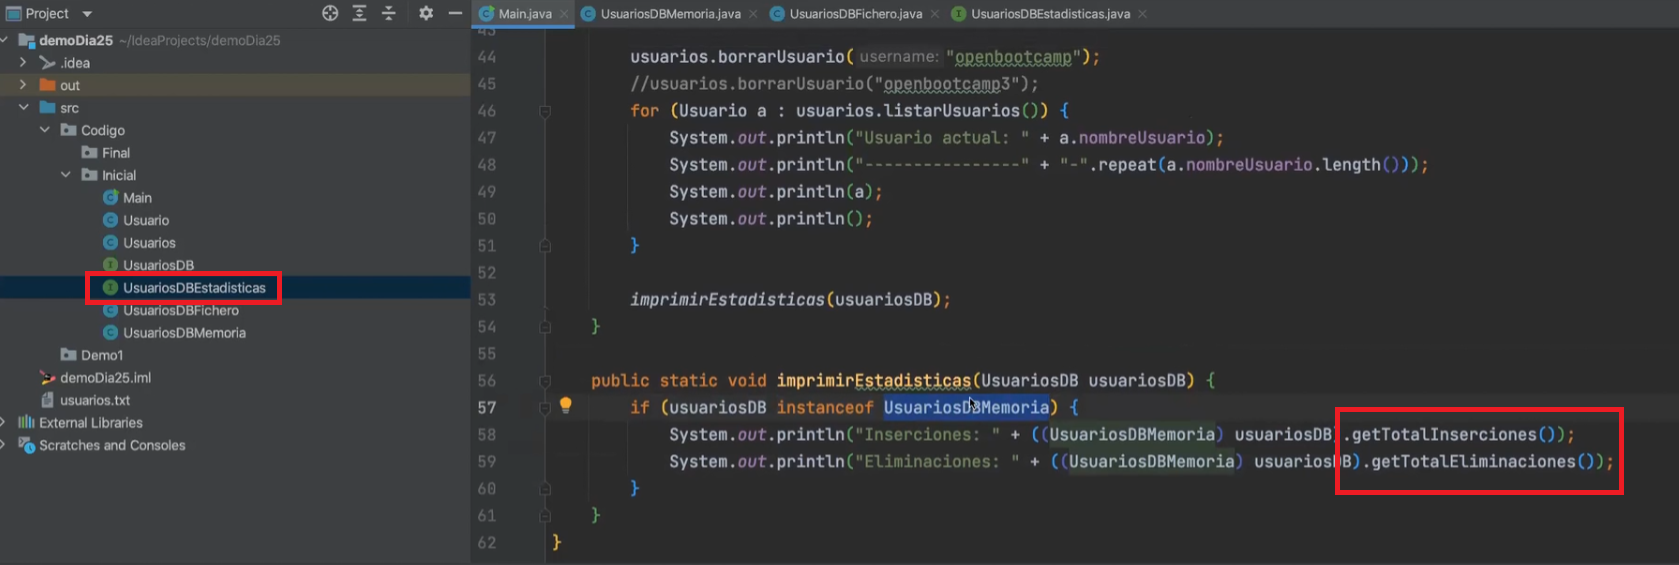 Project
demoDia25 ~/IdeaProjects/demoDia25
.idea
out
src
Codigo
Final
Inicial
Main
Usuario
Usuarios
UsuariosDB
UsuariosDBEstadisticas
UsuariosDBFichero
UsuariosDBMemoria
Demo1
demoDia25.iml
usuarios.txt
External Libraries
Scratches and Consoles
Main.java UsuariosDBMemoria.java UsuariosDBFichero.java UsuariosDBEstadisticas.java
43
44 usuarios.borrarUsuario( username: "openbootcamp");
45 //usuarios.borrarUsuario("openbootcamp3");
46 for (Usuario a : usuarios.listarUsuarios()) {
47 System.out.println("Usuario actual: " + a.nombreUsuario);
48 System.out.println("----------------" + "-".repeat(a.nombreUsuario.length()));
49 System.out.println(a);
50 System.out.println();
51 }
52
53 imprimirEstadisticas(usuariosDB);
54 }
55
56 public static void imprimirEstadisticas(UsuariosDB usuariosDB) {
57 if (usuariosDB instanceof UsuariosDBMemoria) {
58 System.out.println("Inserciones: " + ((UsuariosDBMemoria) usuariosDB).getTotalInserciones());
59 System.out.println("Eliminaciones: " + ((UsuariosDBMemoria) usuariosDB).getTotalEliminaciones());
60 }
61 }
62 }